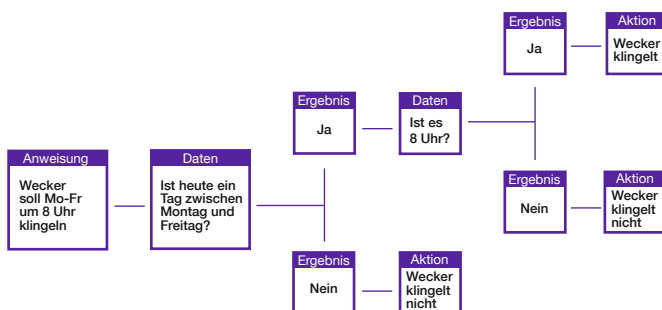 Anweisung
Wecker
soll Mo-Fr
um 8 Uhr
klingeln
Daten
Ist heute ein
Tag zwischen
Montag und
Freitag?
Ergebnis
Ja
Daten
Ist es
8 Uhr?
Ergebnis
Ja
Aktion
Wecker
klingelt
Ergebnis
Nein
Aktion
Wecker
klingelt
nicht
Ergebnis
Nein
Aktion
Wecker
klingelt
nicht